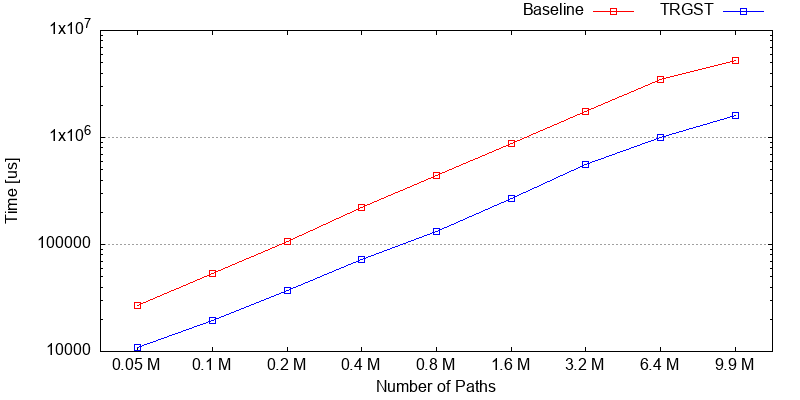 Baseline TRGST
1x10^7
1x10^6
100000
10000
Time [us]
0.05 M 0.1 M 0.2 M 0.4 M 0.8 M 1.6 M 3.2 M 6.4 M 9.9 M
Number of Paths